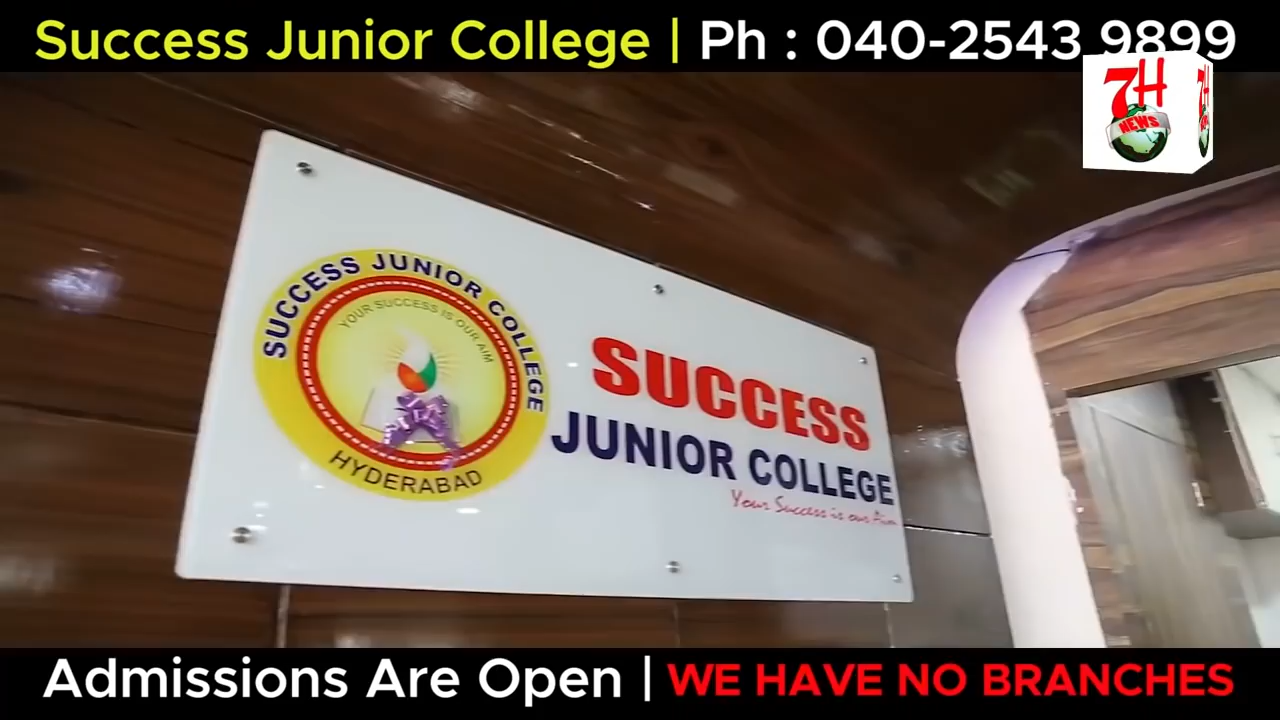 Success Junior College | Ph : 040-2543 9899
7H
NEWS
SUCCESS JUNIOR COLLEGE
YOUR SUCCESS IS OUR AIM
HYDERABAD
SUCCESS
JUNIOR COLLEGE
Your Success is our Aim
Admissions Are Open | WE HAVE NO BRANCHES